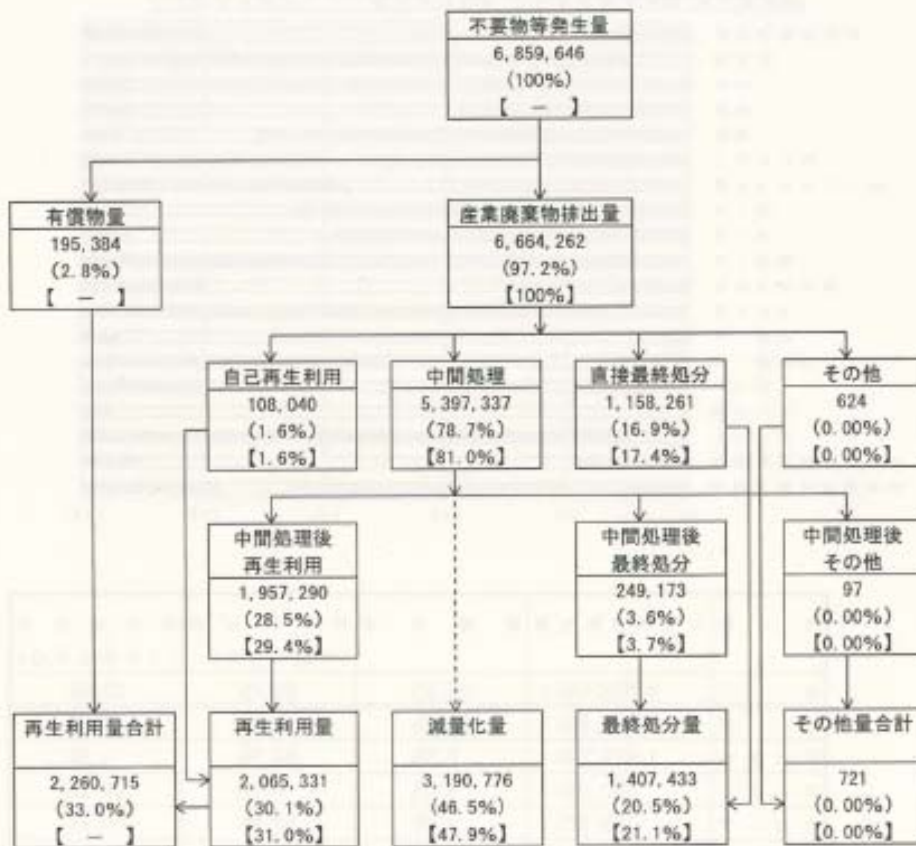 不要物等発生量
6,859,646
(100%)
【 － 】
有償物量
195,384
(2.8%)
【 － 】
産業廃棄物排出量
6,664,262
(97.2%)
【100%】
自己再生利用
108,040
(1.6%)
【1.6%】
中間処理
5,397,337
(78.7%)
【81.0%】
直接最終処分
1,158,261
(16.9%)
【17.4%】
その他
624
(0.00%)
【0.00%】
中間処理後
再生利用
1,957,290
(28.5%)
【29.4%】
中間処理後
最終処分
249,173
(3.6%)
【3.7%】
中間処理後
その他
97
(0.00%)
【0.00%】
再生利用量合計
2,260,715
(33.0%)
【 － 】
再生利用量
2,065,331
(30.1%)
【31.0%】
減量化量
3,190,776
(46.5%)
【47.9%】
最終処分量
1,407,433
(20.5%)
【21.1%】
その他量合計
721
(0.00%)
【0.00%】